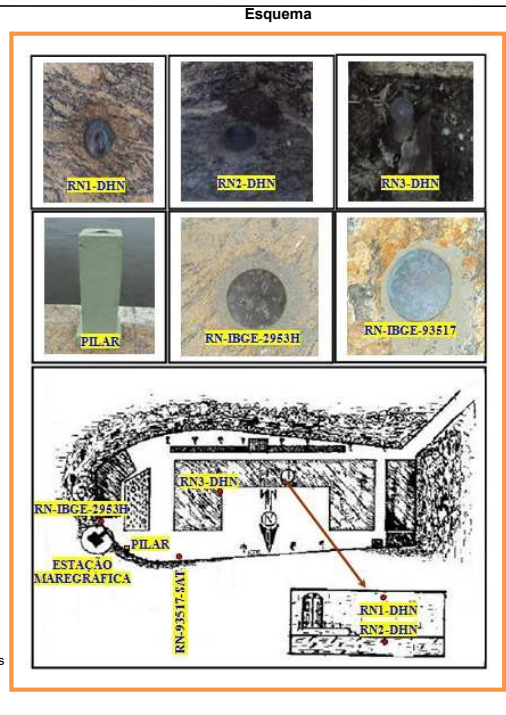 Esquema
RN1-DHN
RN2-DHN
RN3-DHN
PILAR
RN-IBGE-2953H
RN-IBGE-93517
RN3-DHN
RN-IBGE-2953H
N
PILAR
ESTAÇÃO
MAREGRÁFICA
RN-93517-SAT
RN1-DHN
RN2-DHN
s